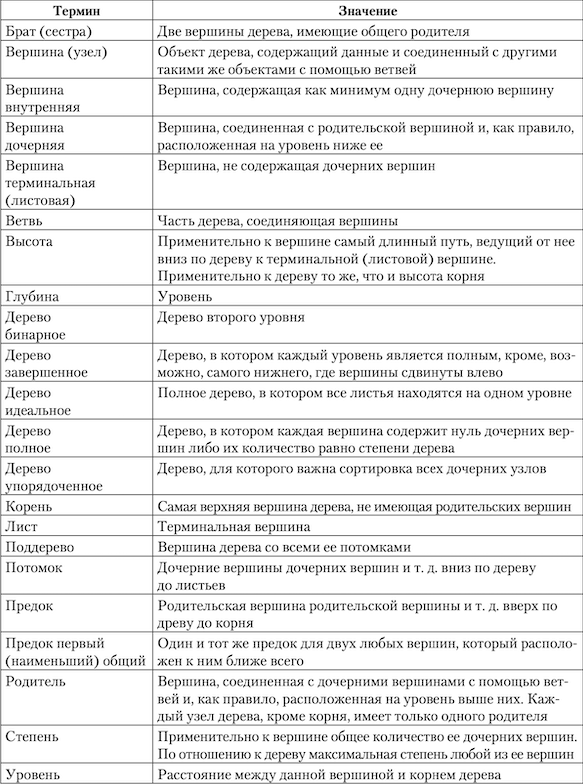 Термин Значение
Брат (сестра) Две вершины дерева, имеющие общего родителя
Вершина (узел) Объект дерева, содержащий данные и соединенный с другими
такими же объектами с помощью ветвей
Вершина Вершина, содержащая как минимум одну дочернюю вершину
внутренняя
Вершина Вершина, соединенная с родительской вершиной и, как правило,
дочерняя расположенная на уровень ниже ее
Вершина Вершина, не содержащая дочерних вершин
терминальная
(листовая)
Ветвь Часть дерева, соединяющая вершины
Высота Применительно к вершине самый длинный путь, ведущий от нее
вниз по дереву к терминальной (листовой) вершине.
Применительно к дереву то же, что и высота корня
Глубина Уровень
Дерево Дерево второго уровня
бинарное
Дерево Дерево, в котором каждый уровень является полным, кроме, воз-
завершенное можно, самого нижнего, где вершины сдвинуты влево
Дерево Полное дерево, в котором все листья находятся на одном уровне
идеальное
Дерево Дерево, в котором каждая вершина содержит нуль дочерних вер-
полное шин либо их количество равно степени дерева
Дерево Дерево, для которого важна сортировка всех дочерних узлов
упорядоченное
Корень Самая верхняя вершина дерева, не имеющая родительских вершин
Лист Терминальная вершина
Поддерево Вершина дерева со всеми ее потомками
Потомок Дочерние вершины дочерних вершин и т. д. вниз по дереву
до листьев
Предок Родительская вершина родительской вершины и т. д. вверх по
древу до корня
Предок первый Один и тот же предок для двух любых вершин, который располо-
(наименьший) общий жен к ним ближе всего
Родитель Вершина, соединенная с дочерними вершинами с помощью вет-
вей и, как правило, расположенная на уровень выше них. Каж-
дый узел дерева, кроме корня, имеет только одного родителя
Степень Применительно к вершине общее количество ее дочерних вершин.
По отношению к дереву максимальная степень любой из ее вершин
Уровень Расстояние между данной вершиной и корнем дерева